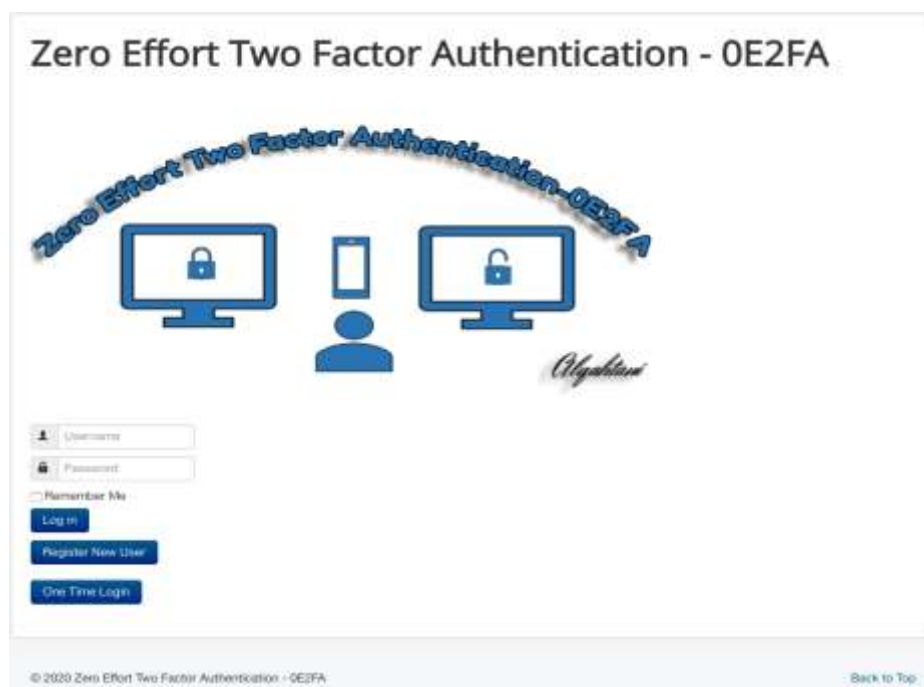 Zero Effort Two Factor Authentication - 0E2FA
Zero Effort Two Factor Authentication-0E2FA
Alqahtani
Username
Password
Remember Me
Log in
Register New User
One Time Login
© 2020 Zero Effort Two Factor Authentication - 0E2FA
Back to Top